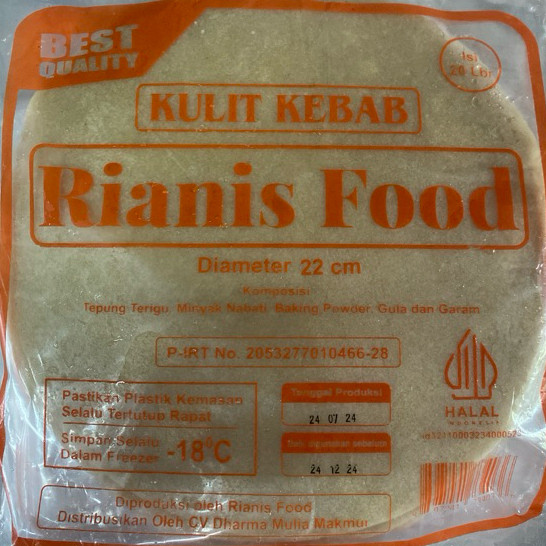 BEST
QUALITY
Isi
20 Lbr
KULIT KEBAB
Rianis Food
Diameter 22 cm
Komposisi
Tepung Terigu, Minyak Nabati, Baking Powder, Gula dan Garam
P-IRT No. 2053277010466-28
Pastikan Plastik Kemasan
Selalu Tertutup Rapat
Simpan Selalu
Dalam Freezer -18°C
Tanggal Produksi
24 07 24
Baik digunakan sebelum
24 12 24
HALAL
INDONESIA
Diproduksi oleh Rianis Food
Distribusikan Oleh CV Dharma Mulia Makmur